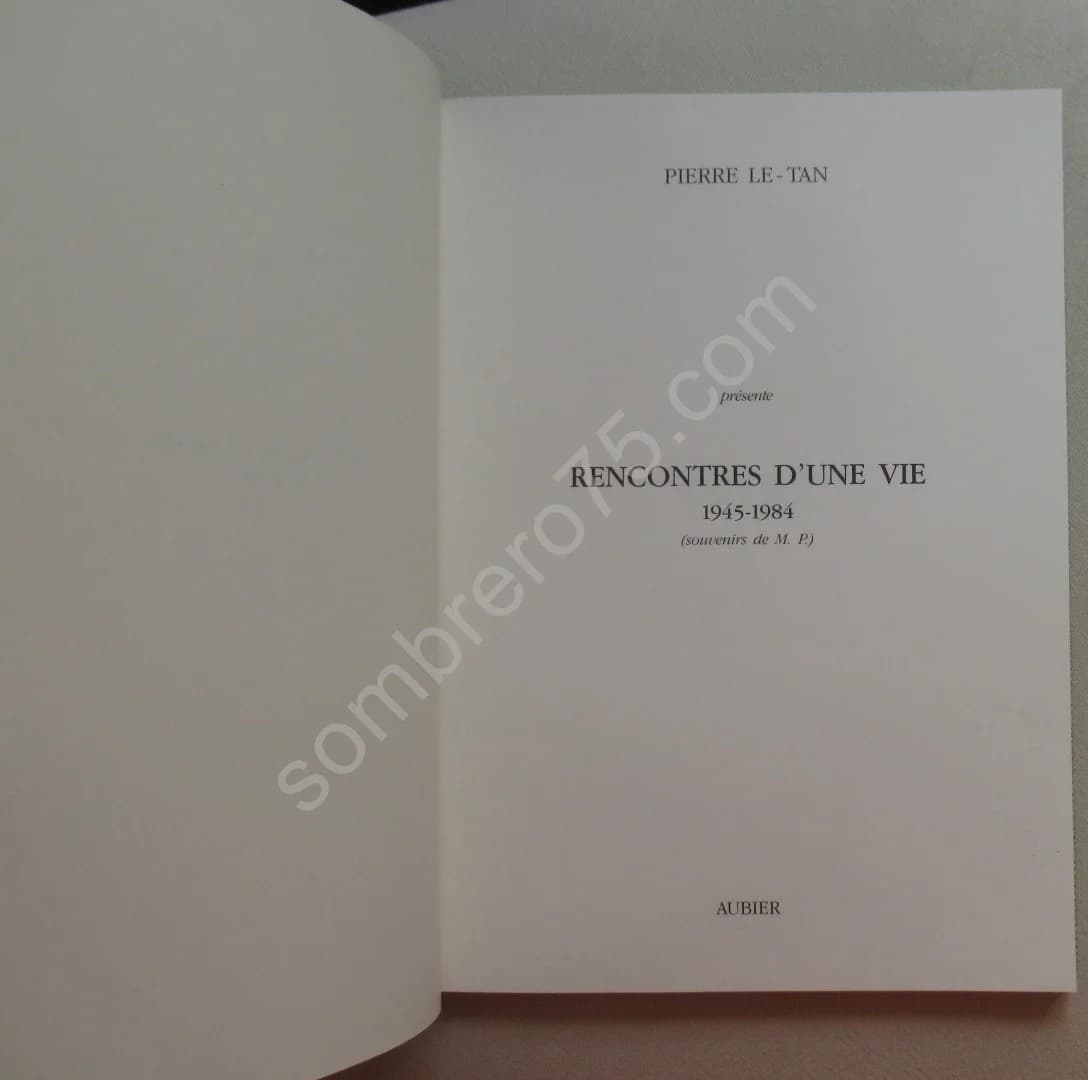 PIERRE LE-TAN
présente
RENCONTRES D'UNE VIE
1945-1984
(souvenirs de M. P.)
AUBIER
sombrero75.com